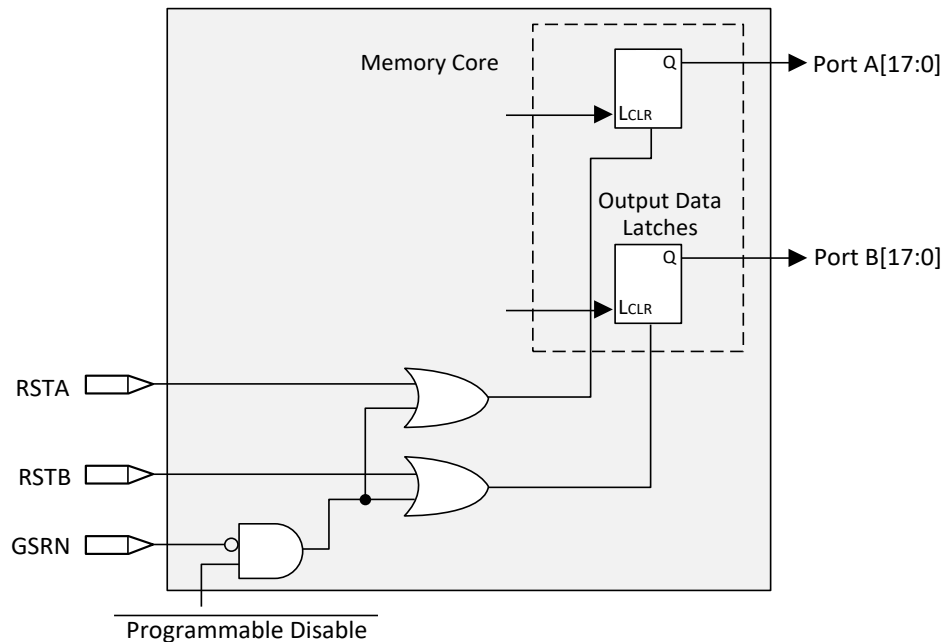 Memory Core
Q
Port A[17:0]
LCLR
Output Data
Latches
Q
Port B[17:0]
LCLR
RSTA
RSTB
GSRN
Programmable Disable